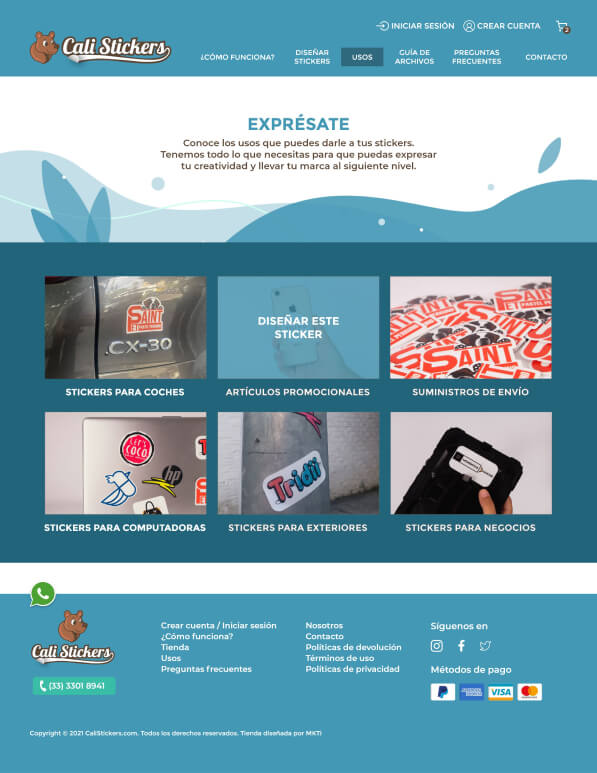 INICIAR SESIÓN
CREAR CUENTA
2
Cali Stickers
¿CÓMO FUNCIONA?
DISEÑAR
STICKERS
USOS
GUÍA DE
ARCHIVOS
PREGUNTAS
FRECUENTES
CONTACTO
EXPRÉSATE
Conoce los usos que puedes darle a tus stickers.
Tenemos todo lo que necesitas para que puedas expresar
tu creatividad y llevar tu marca al siguiente nivel.
SAINT
PET
CX-30
DISEÑAR ESTE
STICKER
SAINT
STICKERS PARA COCHES
ARTÍCULOS PROMOCIONALES
SUMINISTROS DE ENVÍO
LET'S
COCO
hp
Tridii
STICKERS PARA COMPUTADORAS
STICKERS PARA EXTERIORES
STICKERS PARA NEGOCIOS
Cali Stickers
(33) 3301 8941
Crear cuenta / Iniciar sesión
¿Cómo funciona?
Tienda
Usos
Preguntas frecuentes
Nosotros
Contacto
Políticas de devolución
Términos de uso
Políticas de privacidad
Síguenos en
Métodos de pago
VISA
Copyright © 2021 CaliStickers.com. Todos los derechos reservados. Tienda diseñada por MKTi